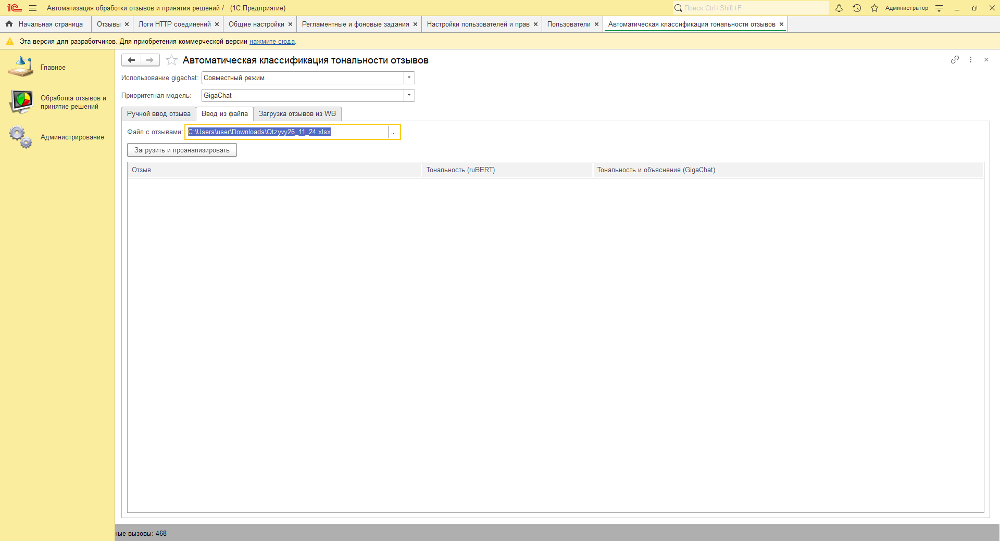 1С Автоматизация обработки отзывов и принятия решений / (1С:Предприятие) Поиск Ctrl+Shift+F Администратор
Начальная страница Отзывы Логи HTTP соединений Общие настройки Регламентные и фоновые задания Настройки пользователей и прав Пользователи Автоматическая классификация тональности отзывов
Эта версия для разработчиков. Для приобретения коммерческой версии нажмите сюда.
Главное
Обработка отзывов и
принятие решений
Администрирование
Автоматическая классификация тональности отзывов
Использование gigachat: Совместный режим
Приоритетная модель: GigaChat
Ручной ввод отзыва Ввод из файла Загрузка отзывов из WB
Файл с отзывами: C:\Users\user\Downloads\Otzyvy26_11_24.xlsx ...
Загрузить и проанализировать
Отзыв Тональность (ruBERT) Тональность и объяснение (GigaChat)
ные вызовы: 468